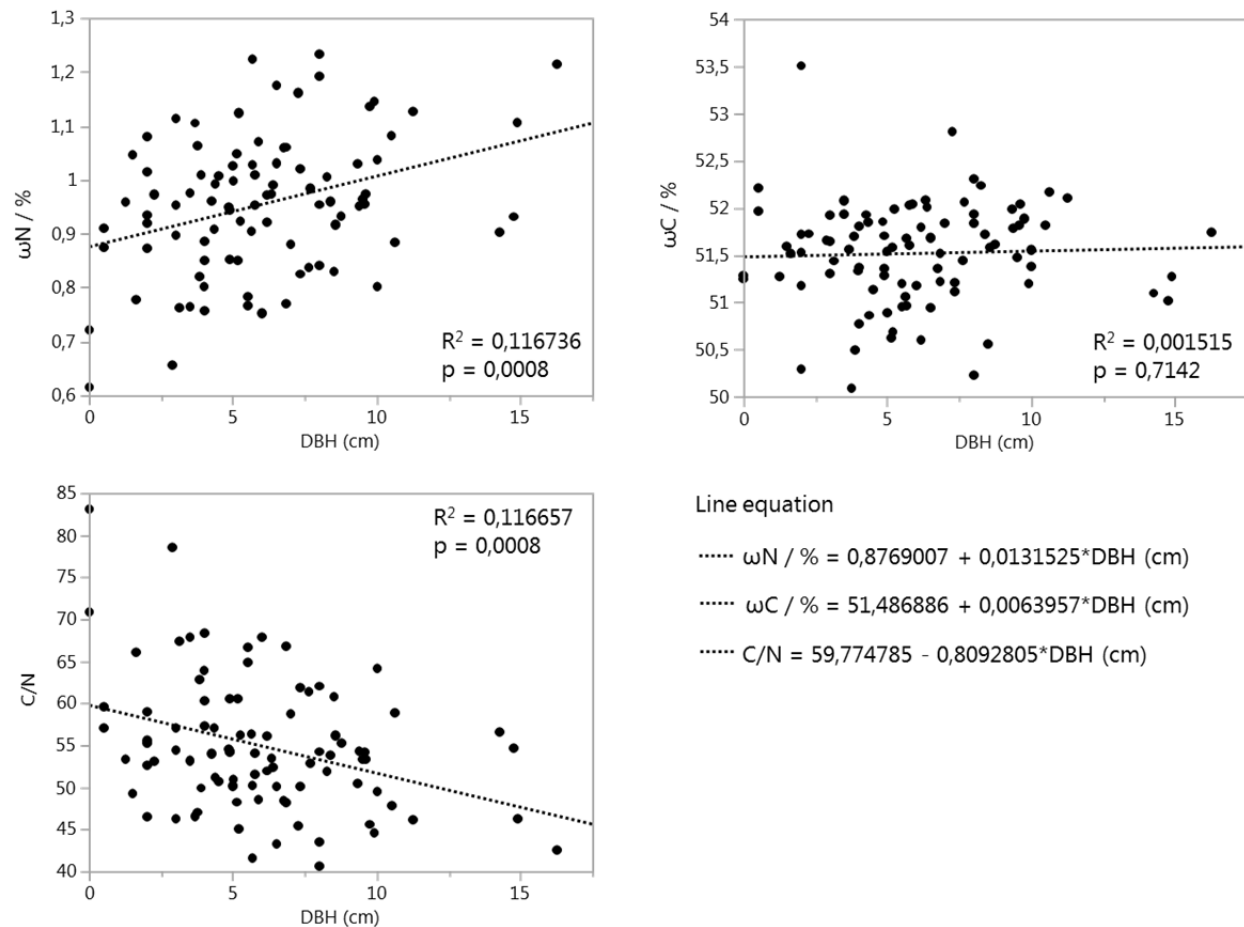 1,3
1,2
1,1
1
0,9
0,8
0,7
0,6
ωN / %
R² = 0,116736
p = 0,0008
0 5 10 15
DBH (cm)
54
53,5
53
52,5
52
51,5
51
50,5
50
ωC / %
R² = 0,001515
p = 0,7142
0 5 10 15
DBH (cm)
85
80
75
70
65
60
55
50
45
40
C/N
R² = 0,116657
p = 0,0008
0 5 10 15
DBH (cm)
Line equation
ωN / % = 0,8769007 + 0,0131525*DBH (cm)
ωC / % = 51,486886 + 0,0063957*DBH (cm)
C/N = 59,774785 - 0,8092805*DBH (cm)